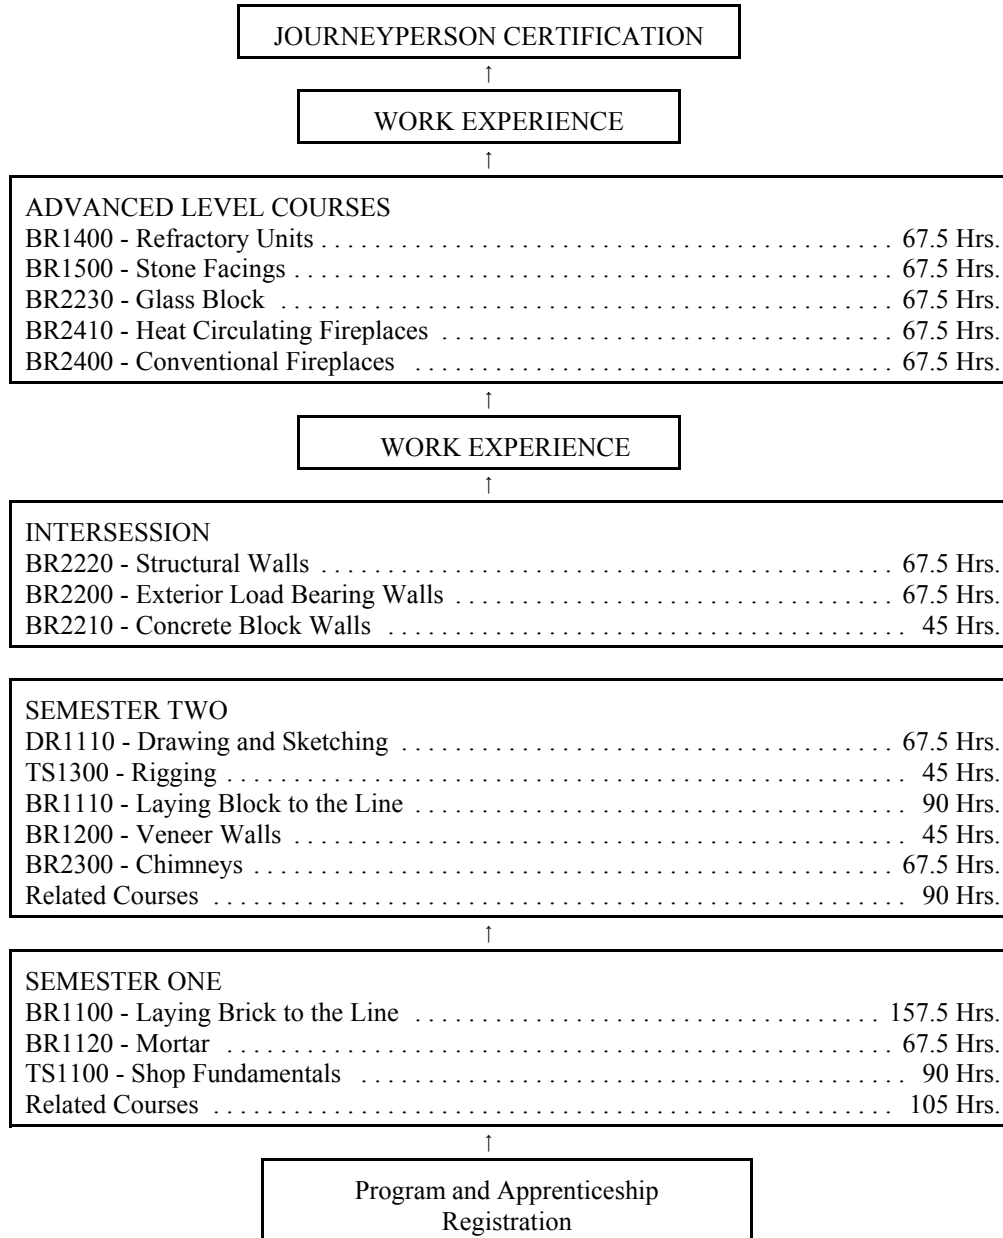 JOURNEYPERSON CERTIFICATION
↑
WORK EXPERIENCE
↑
ADVANCED LEVEL COURSES
BR1400 - Refractory Units . . . . . . . . . . . . . . . . . . . . 67.5 Hrs.
BR1500 - Stone Facings . . . . . . . . . . . . . . . . . . . . 67.5 Hrs.
BR2230 - Glass Block . . . . . . . . . . . . . . . . . . . . 67.5 Hrs.
BR2410 - Heat Circulating Fireplaces . . . . . . . . . . . . . . . . . . . . 67.5 Hrs.
BR2400 - Conventional Fireplaces . . . . . . . . . . . . . . . . . . . . 67.5 Hrs.
↑
WORK EXPERIENCE
↑
INTERSESSION
BR2220 - Structural Walls . . . . . . . . . . . . . . . . . . . . 67.5 Hrs.
BR2200 - Exterior Load Bearing Walls . . . . . . . . . . . . . . . . . . . . 67.5 Hrs.
BR2210 - Concrete Block Walls . . . . . . . . . . . . . . . . . . . . 45 Hrs.
SEMESTER TWO
DR1110 - Drawing and Sketching . . . . . . . . . . . . . . . . . . . . 67.5 Hrs.
TS1300 - Rigging . . . . . . . . . . . . . . . . . . . . 45 Hrs.
BR1110 - Laying Block to the Line . . . . . . . . . . . . . . . . . . . . 90 Hrs.
BR1200 - Veneer Walls . . . . . . . . . . . . . . . . . . . . 45 Hrs.
BR2300 - Chimneys . . . . . . . . . . . . . . . . . . . . 67.5 Hrs.
Related Courses . . . . . . . . . . . . . . . . . . . . 90 Hrs.
↑
SEMESTER ONE
BR1100 - Laying Brick to the Line . . . . . . . . . . . . . . . . . . . . 157.5 Hrs.
BR1120 - Mortar . . . . . . . . . . . . . . . . . . . . 67.5 Hrs.
TS1100 - Shop Fundamentals . . . . . . . . . . . . . . . . . . . . 90 Hrs.
Related Courses . . . . . . . . . . . . . . . . . . . . 105 Hrs.
↑
Program and Apprenticeship
Registration